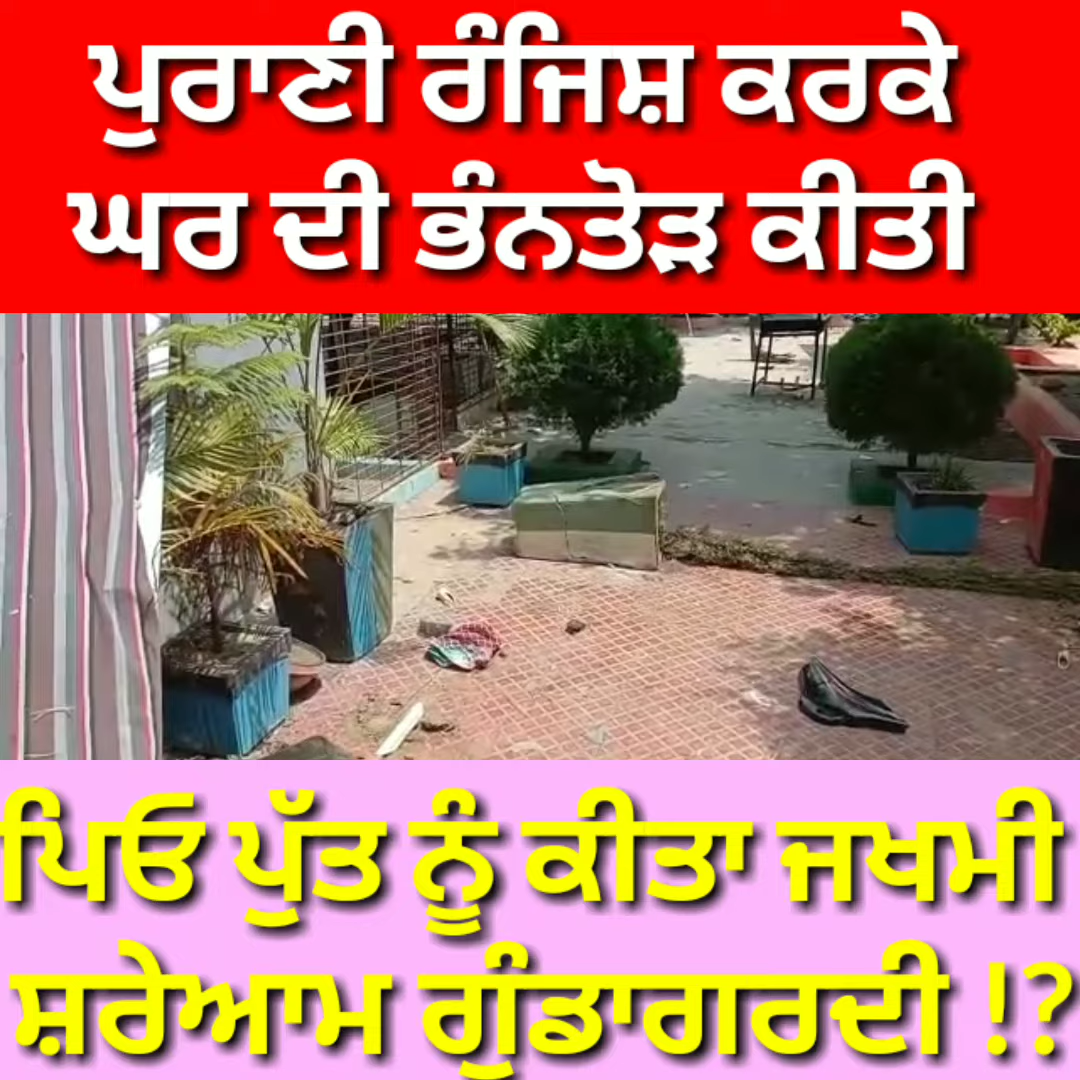 ਪੁਰਾਣੀ ਰੰਜਿਸ਼ ਕਰਕੇ
ਘਰ ਦੀ ਭੰਨਤੋੜ ਕੀਤੀ
ਪਿਓ ਪੁੱਤ ਨੂੰ ਕੀਤਾ ਜਖਮੀ
ਸ਼ਰੇਆਮ ਗੁੰਡਾਗਰਦੀ !?